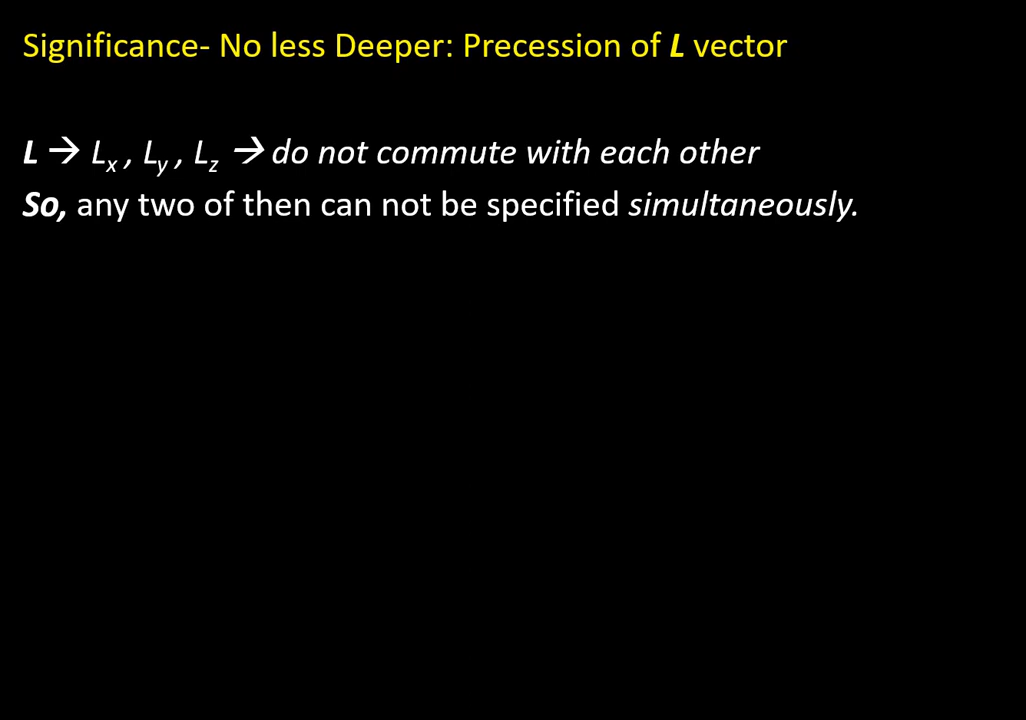 Significance- No less Deeper: Precession of L vector
L → Lx , Ly , Lz → do not commute with each other
So, any two of then can not be specified simultaneously.